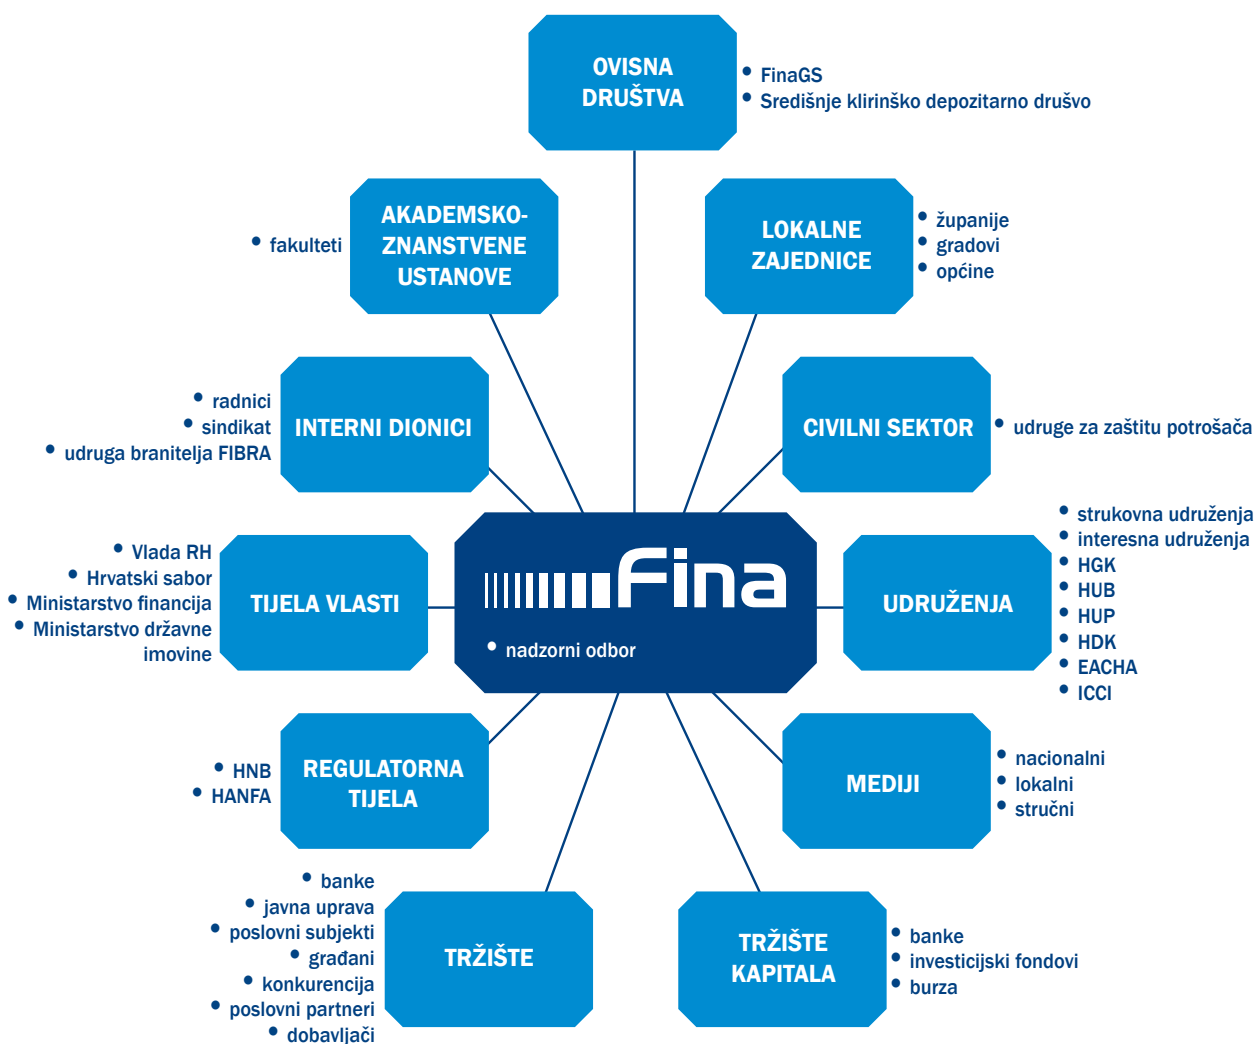 OVISNA
DRUŠTVA
• FinaGS
• Središnje klirinško depozitarno drušvo
AKADEMSKO-
ZNANSTVENE
USTANOVE
• fakulteti
LOKALNE
ZAJEDNICE
• županije
• gradovi
• općine
INTERNI DIONICI
• radnici
• sindikat
• udruga branitelja FIBRA
CIVILNI SEKTOR
• udruge za zaštitu potrošača
TIJELA VLASTI
• Vlada RH
• Hrvatski sabor
• Ministarstvo financija
• Ministarstvo državne
imovine
Fina
• nadzorni odbor
UDRUŽENJA
• strukovna udruženja
• interesna udruženja
• HGK
• HUB
• HUP
• HDK
• EACHA
• ICCI
REGULATORNA
TIJELA
• HNB
• HANFA
MEDIJI
• nacionalni
• lokalni
• stručni
TRŽIŠTE
• banke
• javna uprava
• poslovni subjekti
• građani
• konkurencija
• poslovni partneri
• dobavljači
TRŽIŠTE
KAPITALA
• banke
• investicijski fondovi
• burza